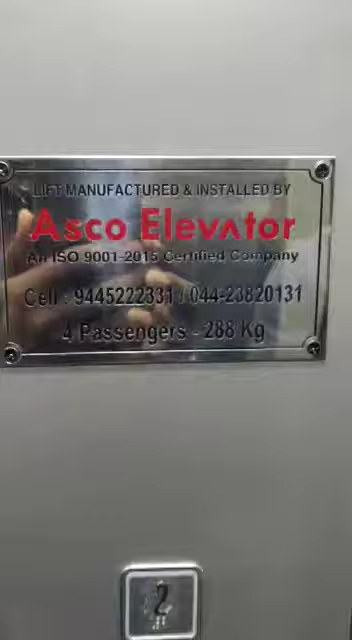 LIFT MANUFACTURED & INSTALLED BY
Asco Elevator
An ISO 9001-2015 Certified Company
Cell : 9445222331 / 044-23820131
4 Passengers - 288 Kg
2